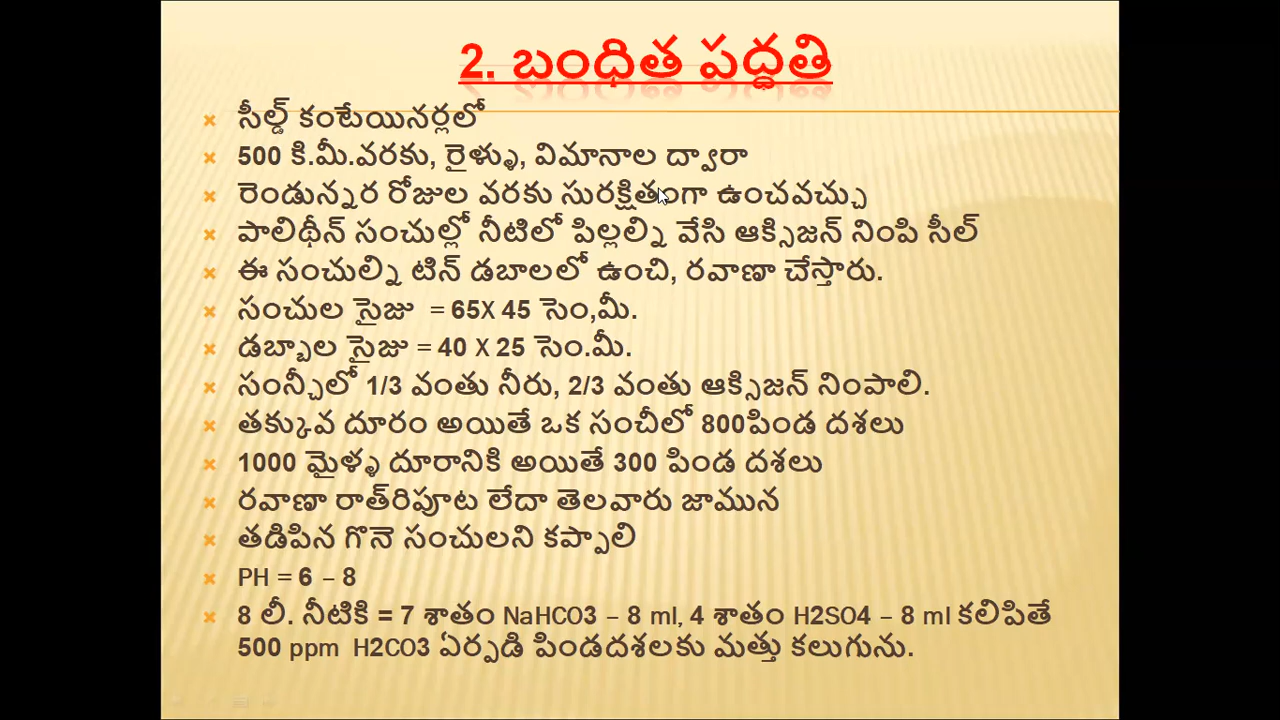 2. బంధిత పద్ధతి
సీల్డ్ కంటేయినర్లలో
500 కి.మీ.వరకు, రైళ్ళు, విమానాల ద్వారా
రెండున్నర రోజుల వరకు సురక్షితంగా ఉంచవచ్చు
పాలిథీన్ సంచుల్లో నీటిలో పిల్లల్ని వేసి ఆక్సిజన్ నింపి సీల్
ఈ సంచుల్ని టిన్ డబాలలో ఉంచి, రవాణా చేస్తారు.
సంచుల సైజు = 65X 45 సెం,మీ.
డబ్బాల సైజు = 40 X 25 సెం.మీ.
సంన్చీలో 1/3 వంతు నీరు, 2/3 వంతు ఆక్సిజన్ నింపాలి.
తక్కువ దూరం అయితే ఒక సంచీలో 800పిండ దశలు
1000 మైళ్ళ దూరానికి అయితే 300 పిండ దశలు
రవాణా రాత్‌రిపూట లేదా తెలవారు జామున
తడిపిన గొనె సంచులని కప్పాలి
PH = 6 – 8
8 లీ. నీటికి = 7 శాతం NaHCO3 – 8 ml, 4 శాతం H2SO4 – 8 ml కలిపితే
500 ppm H2CO3 ఏర్పడి పిండదశలకు మత్తు కలుగును.